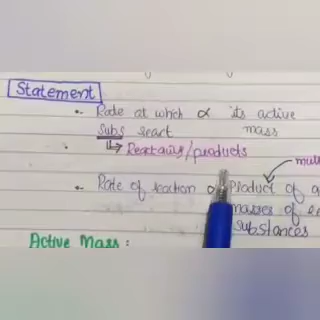 Statement
•- Rate at which ∝ its active
Subs react mass
↳ Reactants/products
mul
•- Rate of reaction ∝ product of a
masses of
substances
Active Mass: